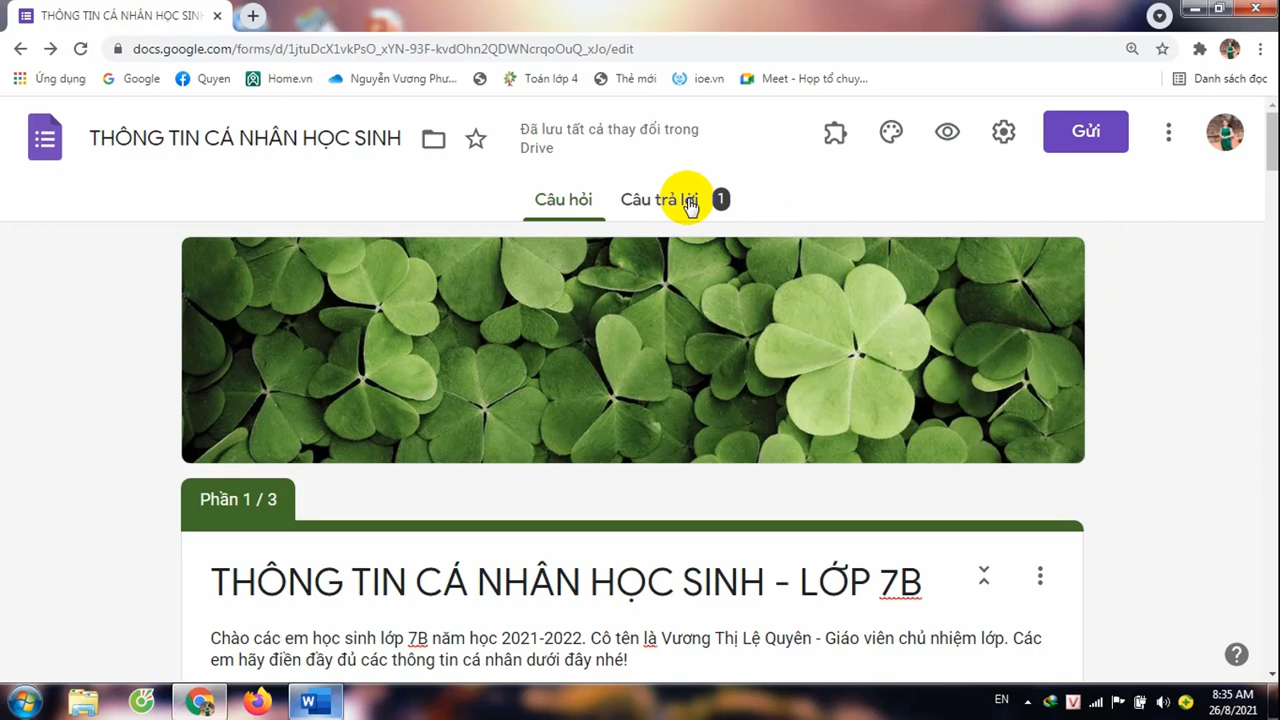 THÔNG TIN CÁ NHÂN HỌC SINH
docs.google.com/forms/d/1jtuDcX1vkPsO_xYN-93F-kvdOhn2QDWNcrqoOuQ_xJo/edit
Ứng dụng Google Quyen Home.vn Nguyễn Vương Phư... Toán lớp 4 Thẻ mới ioe.vn Meet - Họp tổ chuy... Danh sách đọc
THÔNG TIN CÁ NHÂN HỌC SINH
Đã lưu tất cả thay đổi trong
Drive
Gửi
Câu hỏi Câu trả lời 1
Phần 1 / 3
THÔNG TIN CÁ NHÂN HỌC SINH - LỚP 7B
Chào các em học sinh lớp 7B năm học 2021-2022. Cô tên là Vương Thị Lệ Quyên - Giáo viên chủ nhiệm lớp. Các
em hãy điền đầy đủ các thông tin cá nhân dưới đây nhé!
EN
8:35 AM
26/8/2021